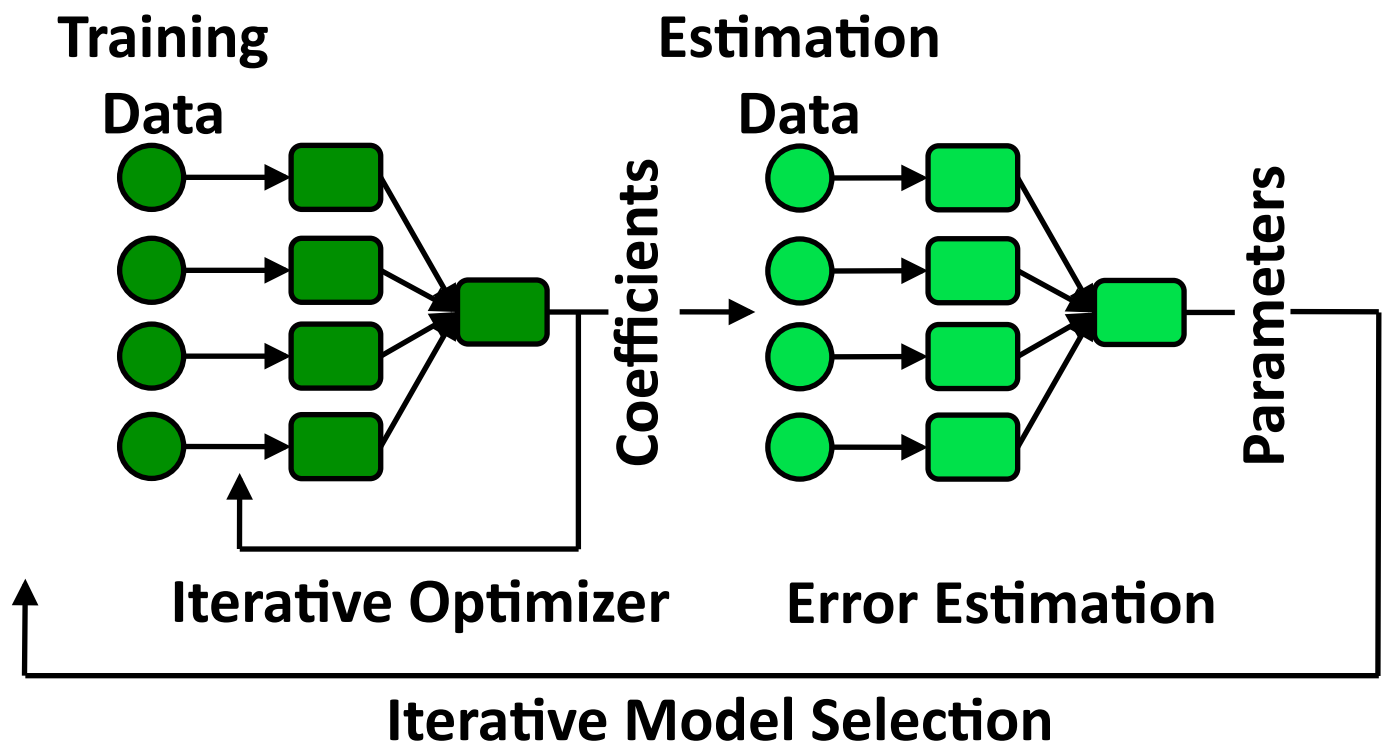 Training
Data
Estimation
Data
Coefficients
Parameters
Iterative Optimizer
Error Estimation
Iterative Model Selection